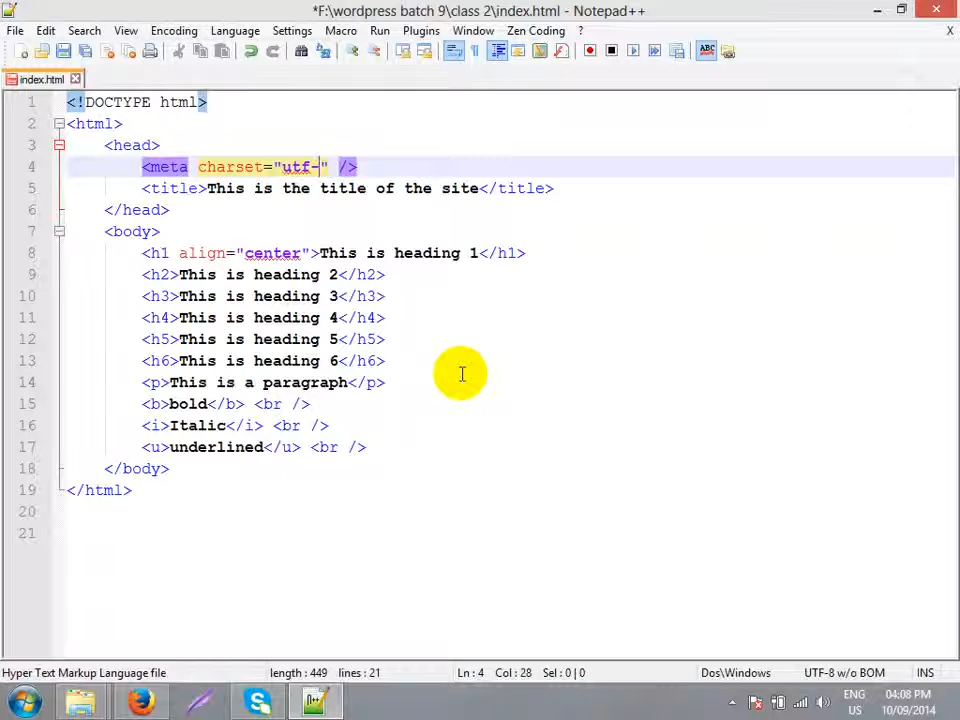 *F:\wordpress batch 9\class 2\index.html - Notepad++
File Edit Search View Encoding Language Settings Macro Run Plugins Window Zen Coding ? X
ABC
index.html
1 <!DOCTYPE html>
2 <html>
3 <head>
4 <meta charset="utf-" />
5 <title>This is the title of the site</title>
6 </head>
7 <body>
8 <h1 align="center">This is heading 1</h1>
9 <h2>This is heading 2</h2>
10 <h3>This is heading 3</h3>
11 <h4>This is heading 4</h4>
12 <h5>This is heading 5</h5>
13 <h6>This is heading 6</h6>
14 <p>This is a paragraph</p>
15 <b>bold</b> <br />
16 <i>Italic</i> <br />
17 <u>underlined</u> <br />
18 </body>
19 </html>
20
21
Hyper Text Markup Language file length : 449 lines : 21 Ln : 4 Col : 28 Sel : 0 | 0 Dos\Windows UTF-8 w/o BOM INS
ENG 04:08 PM
US 10/09/2014